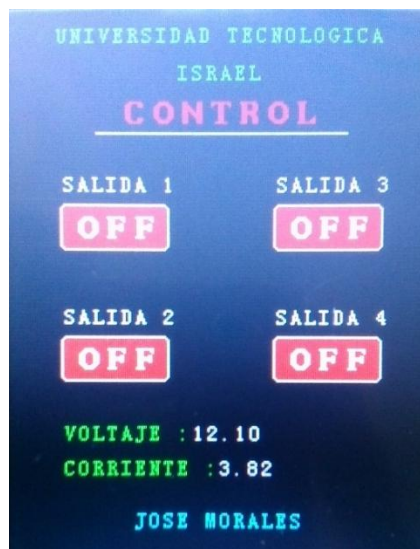 UNIVERSIDAD TECNOLOGICA
ISRAEL
CONTROL
SALIDA 1 SALIDA 3
OFF OFF
SALIDA 2 SALIDA 4
OFF OFF
VOLTAJE :12.10
CORRIENTE :3.82
JOSE MORALES